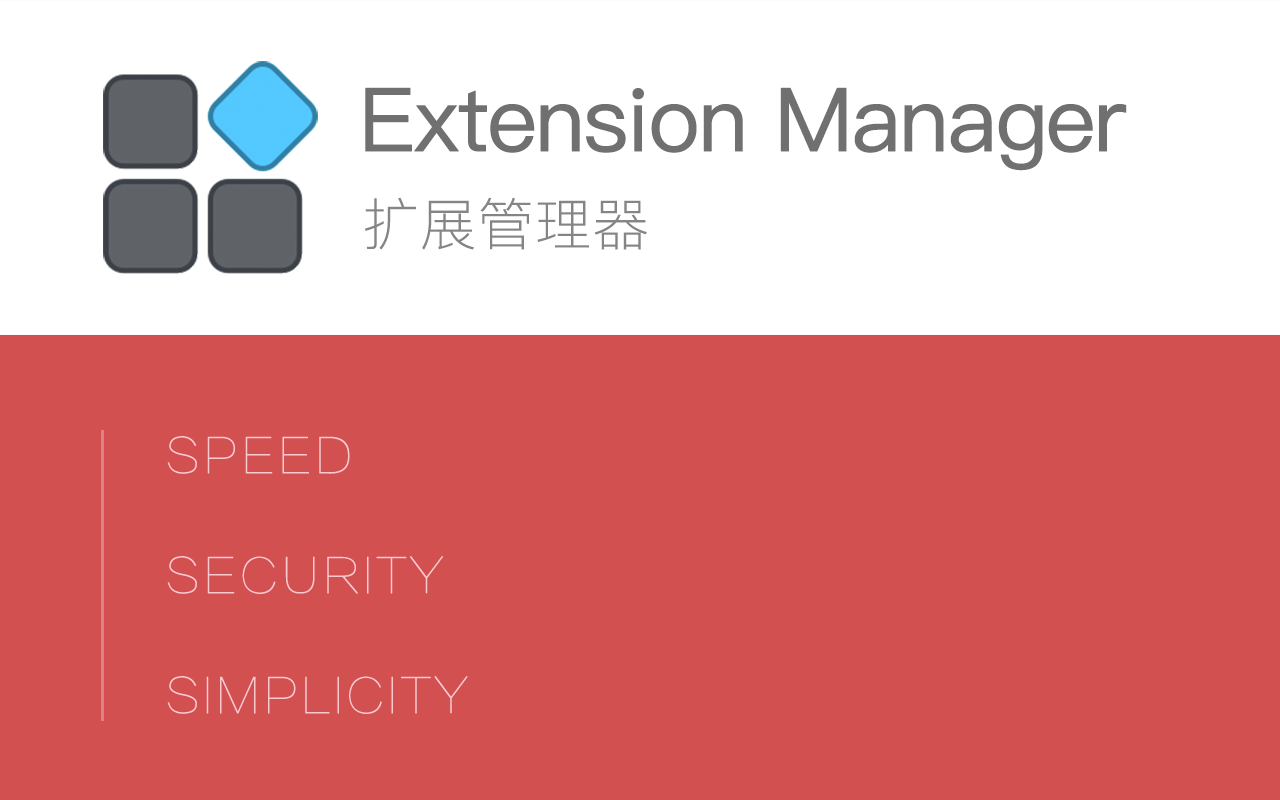 Extension Manager
扩展管理器
SPEED
SECURITY
SIMPLICITY